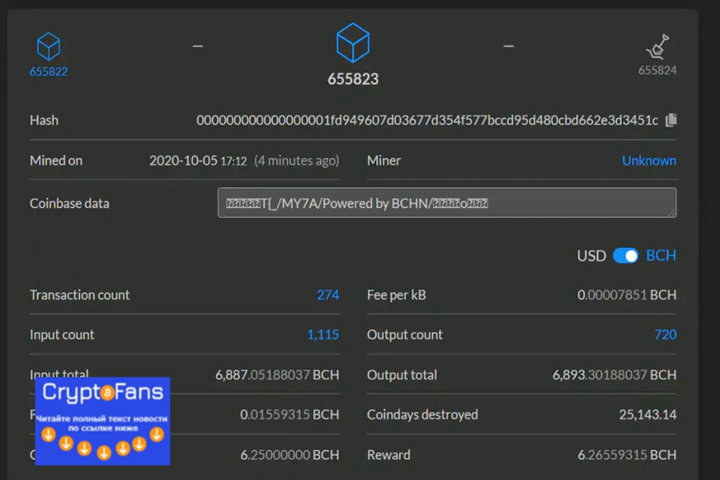 655822 — 655823 — 655824
Hash 000000000000000001fd949607d03677d354f577bccd95d480cbd662e3d3451c
Mined on 2020-10-05 17:12 (4 minutes ago) Miner Unknown
Coinbase data T[_/MY7A/Powered by BCHN/ o
USD BCH
Transaction count 274 Fee per kB 0.00007851 BCH
Input count 1,115 Output count 720
Input total 6,887.05188037 BCH Output total 6,893.30188037 BCH
0.01559315 BCH Coindays destroyed 25,143.14
6.25000000 BCH Reward 6.26559315 BCH
CryptoFans
Читайте полный текст новости
по ссылке ниже